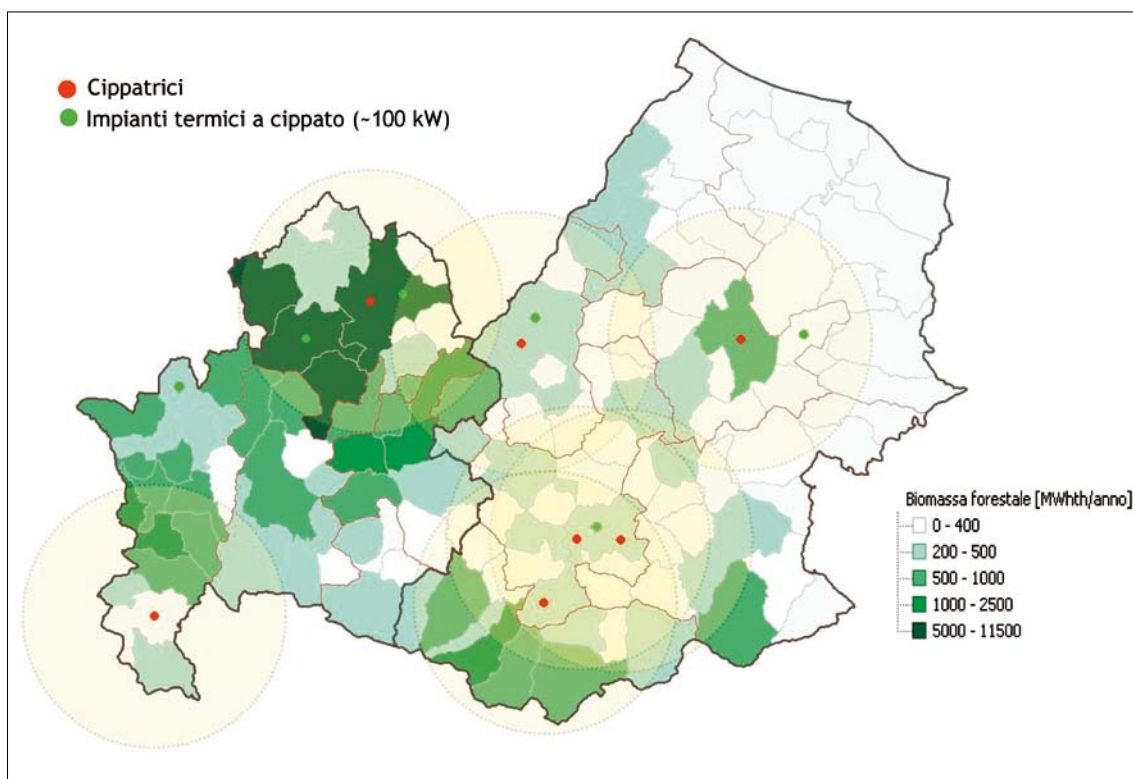 Cippatrici
Impianti termici a cippato (~100 kW)
Biomassa forestale [MWhth/anno]
0 - 400
200 - 500
500 - 1000
1000 - 2500
5000 - 11500